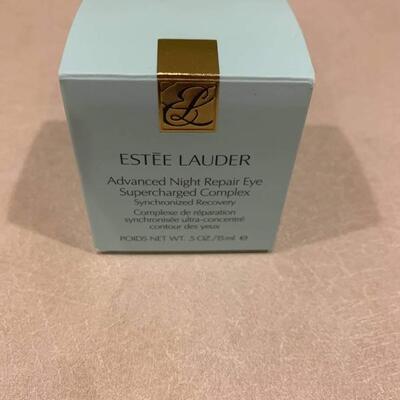 EL
ESTĒE LAUDER
Advanced Night Repair Eye
Supercharged Complex
Synchronized Recovery
Complexe de réparation
synchronisée ultra-concentré
contour des yeux
POIDS NET WT. .5 OZ./15 ml ℮